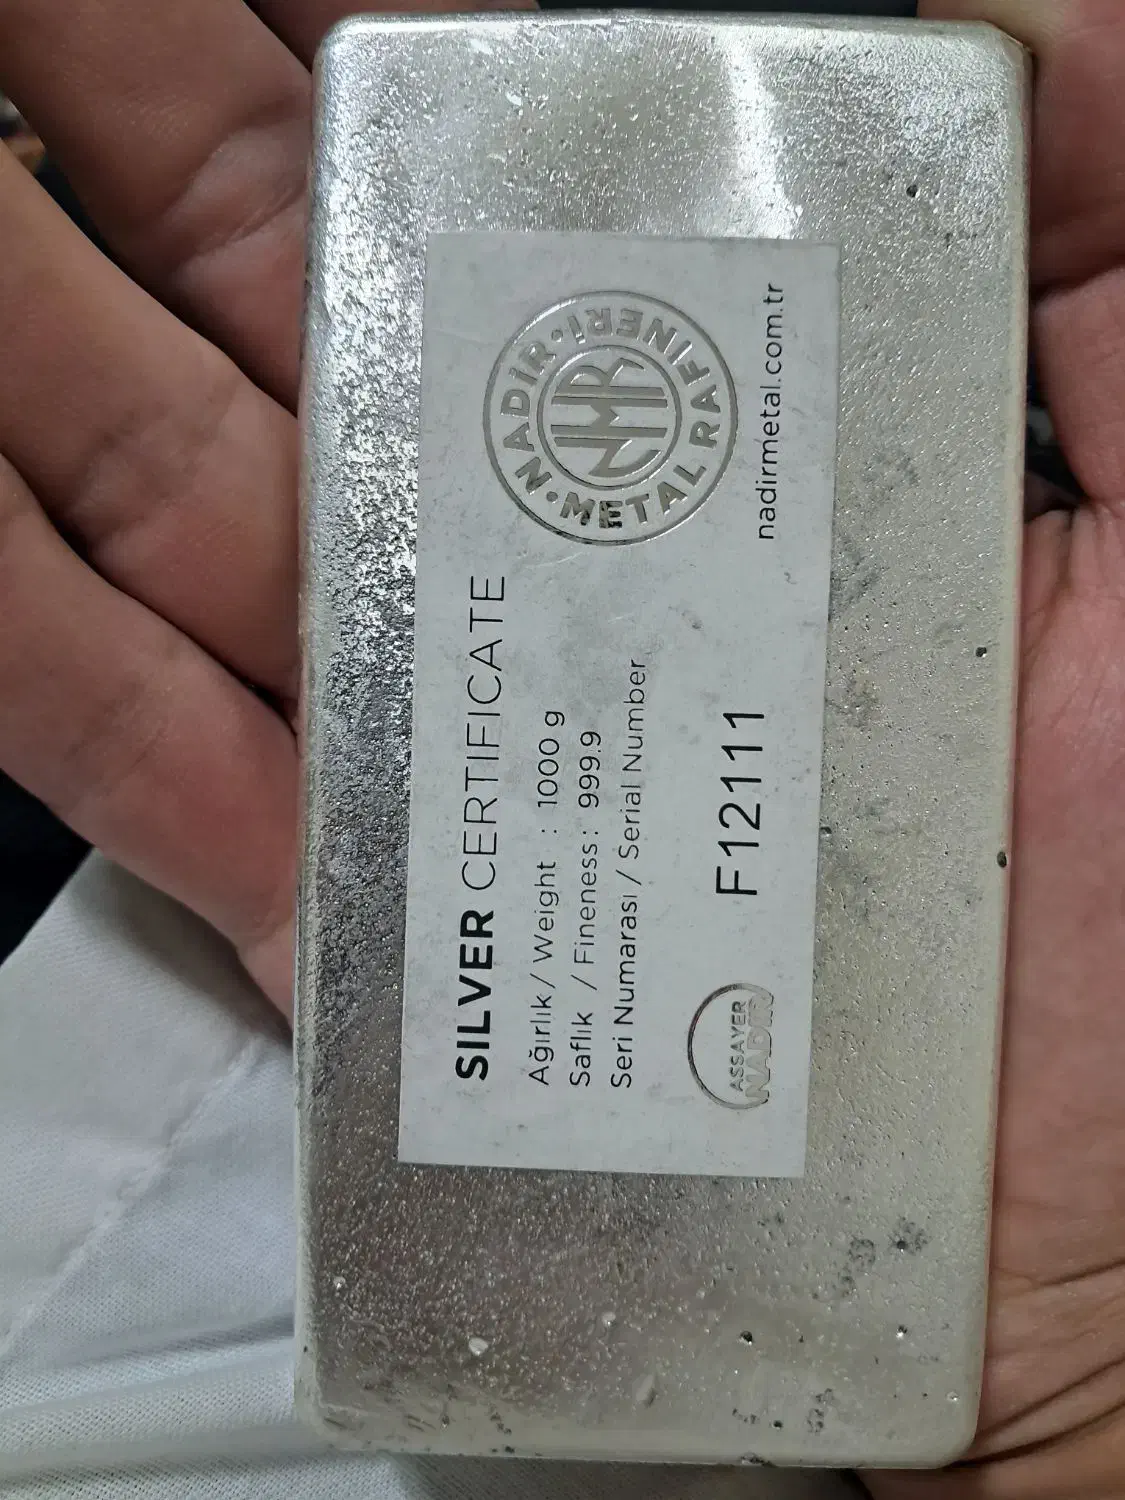 SILVER CERTIFICATE
Ağırlık / Weight : 1000 g
Saflık / Fineness : 999.9
Seri Numarası / Serial Number
F12111
ASSAYER
NADİR
NADİR • METAL RAFİNERİ •
NMR
nadirmetal.com.tr